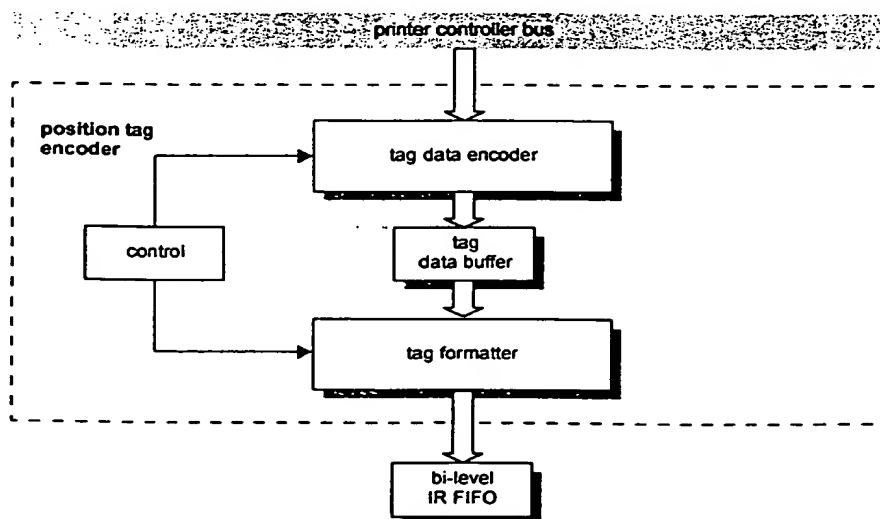 printer controller bus
position tag
encoder
tag data encoder
control
tag
data buffer
tag formatter
bi-level
IR FIFO